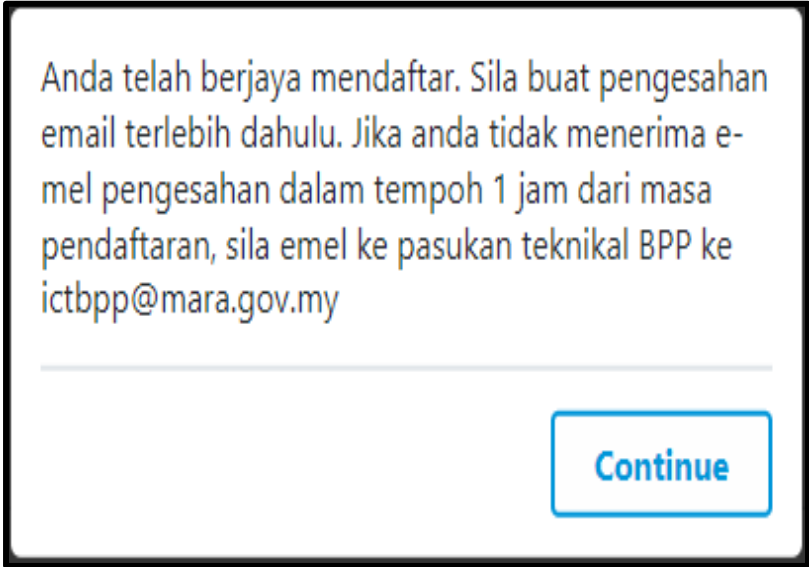 Anda telah berjaya mendaftar. Sila buat pengesahan
email terlebih dahulu. Jika anda tidak menerima e-
mel pengesahan dalam tempoh 1 jam dari masa
pendaftaran, sila emel ke pasukan teknikal BPP ke
ictbpp@mara.gov.my
Continue